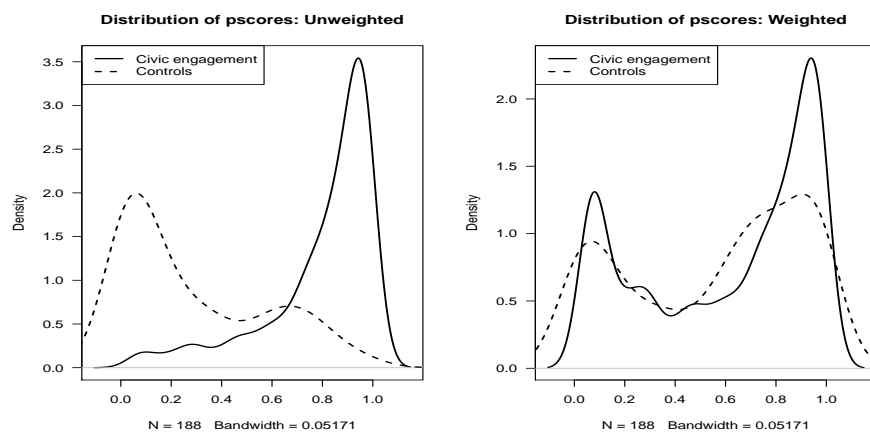 Distribution of pscores: Unweighted
Civic engagement
Controls
Density
3.5
3.0
2.5
2.0
1.5
1.0
0.5
0.0
0.0 0.2 0.4 0.6 0.8 1.0
N = 188 Bandwidth = 0.05171
Distribution of pscores: Weighted
Civic engagement
Controls
Density
2.0
1.5
1.0
0.5
0.0
0.0 0.2 0.4 0.6 0.8 1.0
N = 188 Bandwidth = 0.05171